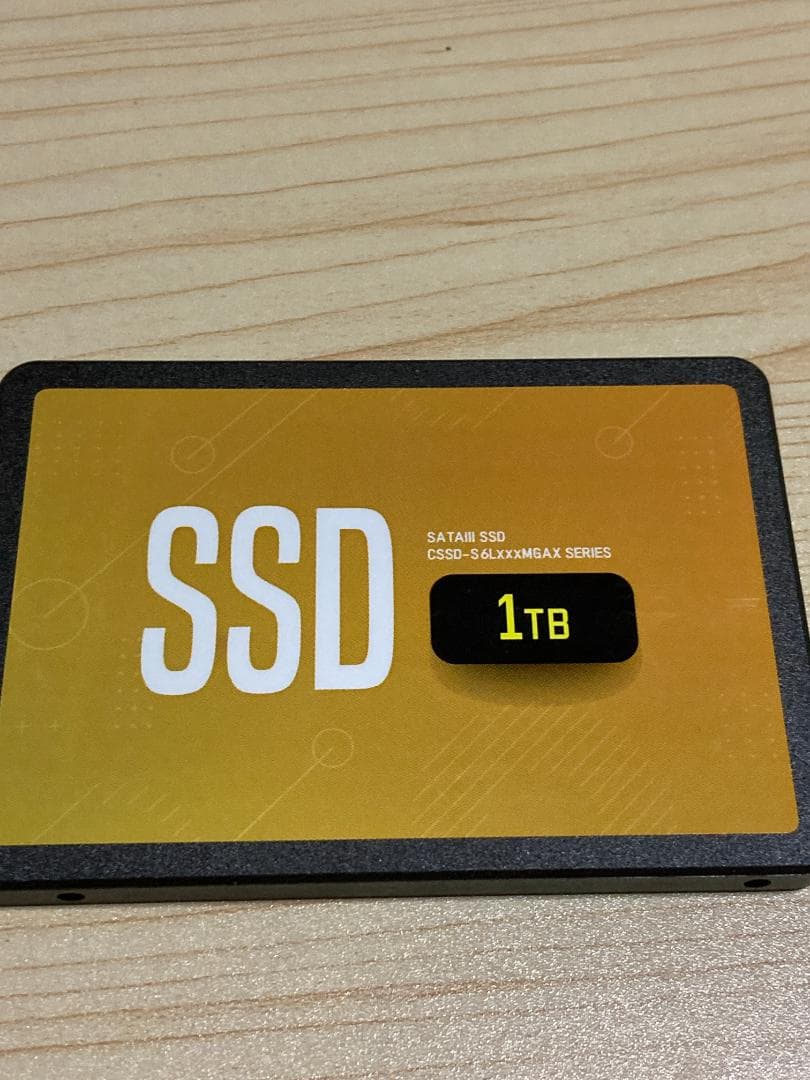 SSD
SATAIII SSD
CSSD-S6LxxxMGAX SERIES
1TB